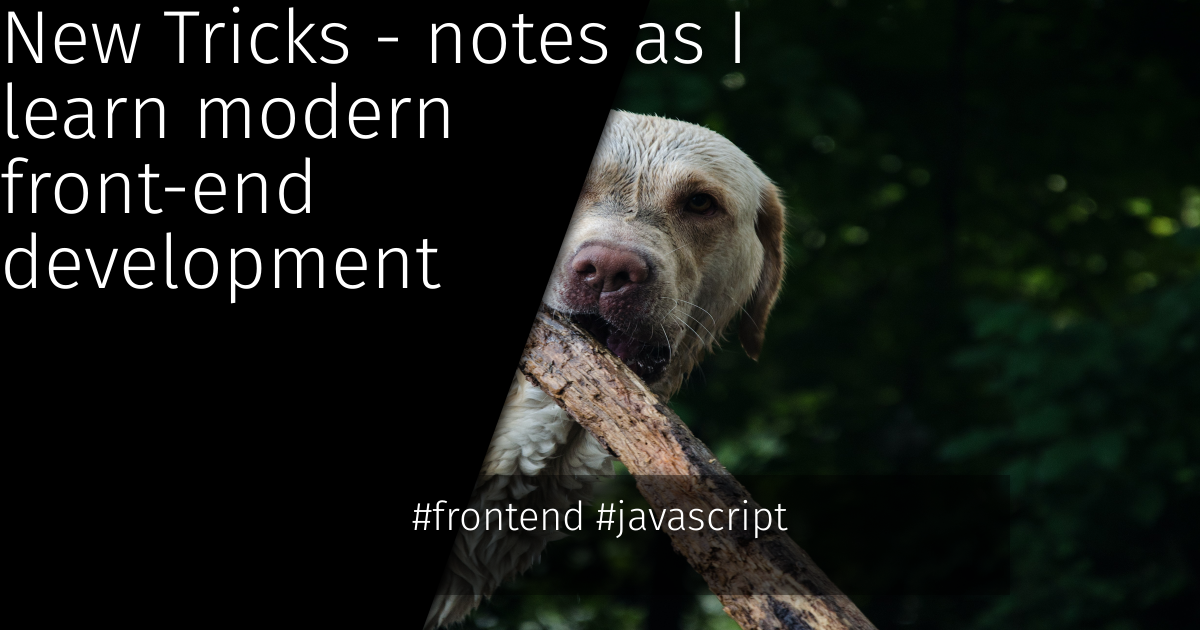 New Tricks - notes as I
learn modern
front-end
development
#frontend #javascript